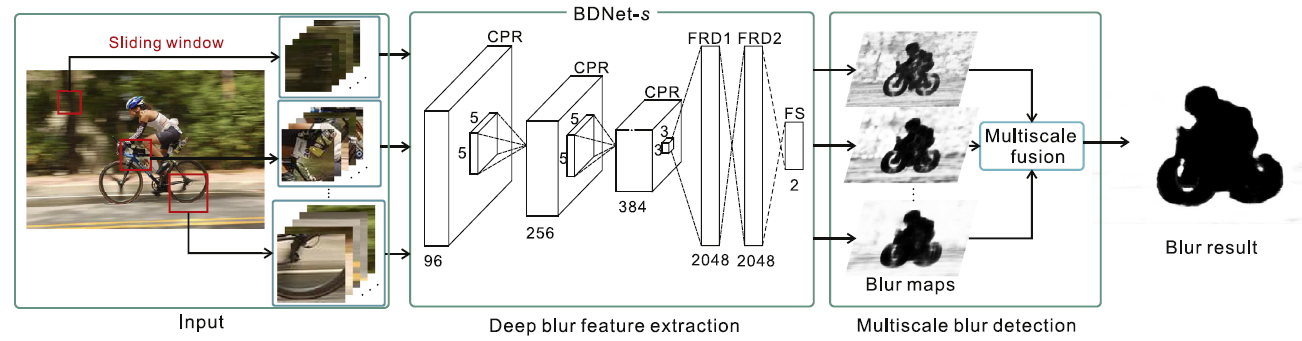 BDNet-s
Sliding window
CPR
5
5
96
CPR
5
5
256
CPR
3
3
384
FRD1 FRD2
2048 2048
FS
2
Multiscale
fusion
Blur maps
Blur result
Input
Deep blur feature extraction
Multiscale blur detection